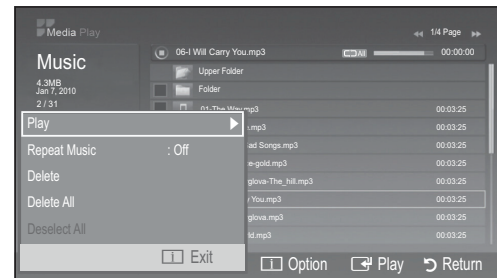 Media Play
1/4 Page
Music
06-I Will Carry You.mp3
All
00:00:00
4.3MB
Jan 7, 2010
2 / 31
Upper Folder
Folder
01-The Way.mp3 00:03:25
.mp3 00:03:25
ad Songs.mp3 00:03:25
e-gold.mp3 00:03:25
glova-The_hill.mp3 00:03:25
You.mp3 00:03:25
glova.mp3 00:03:25
ld.mp3 00:03:25
Play
Repeat Music : Off
Delete
Delete All
Deselect All
i Exit
i Option
Play
Return